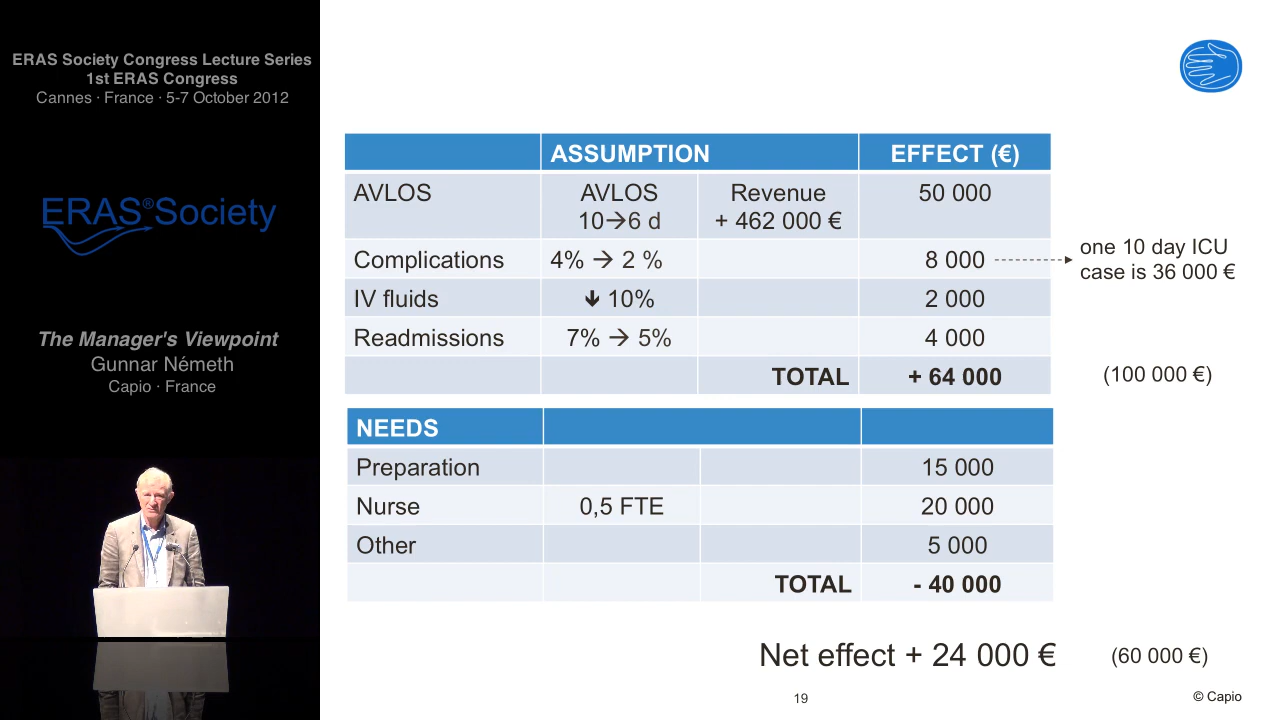 ERAS Society Congress Lecture Series
1st ERAS Congress
Cannes · France · 5-7 October 2012
ERAS®Society
The Manager's Viewpoint
Gunnar Németh
Capio · France
ASSUMPTION EFFECT (€)
AVLOS AVLOS Revenue 50 000
10→6 d + 462 000 €
Complications 4% → 2 % 8 000
one 10 day ICU
case is 36 000 €
IV fluids ↓ 10% 2 000
Readmissions 7% → 5% 4 000
TOTAL + 64 000 (100 000 €)
NEEDS
Preparation 15 000
Nurse 0,5 FTE 20 000
Other 5 000
TOTAL - 40 000
Net effect + 24 000 € (60 000 €)
19
© Capio